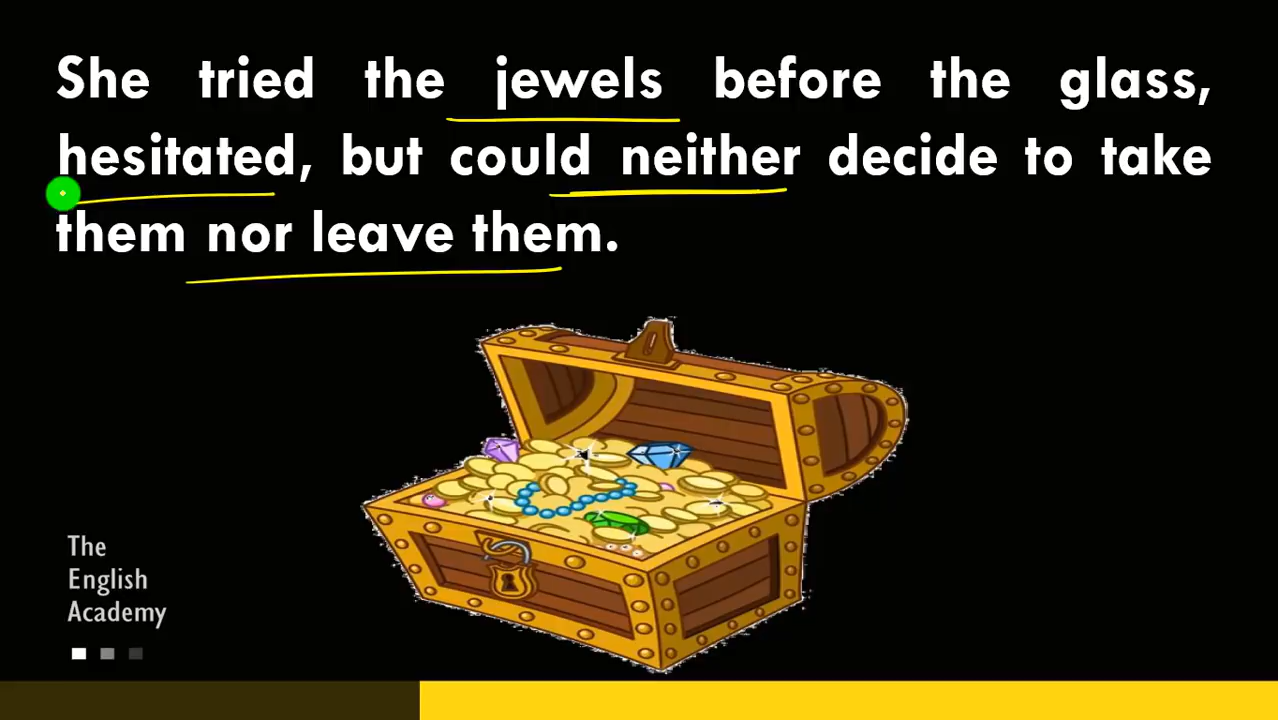 She tried the jewels before the glass,
hesitated, but could neither decide to take
them nor leave them.
The
English
Academy